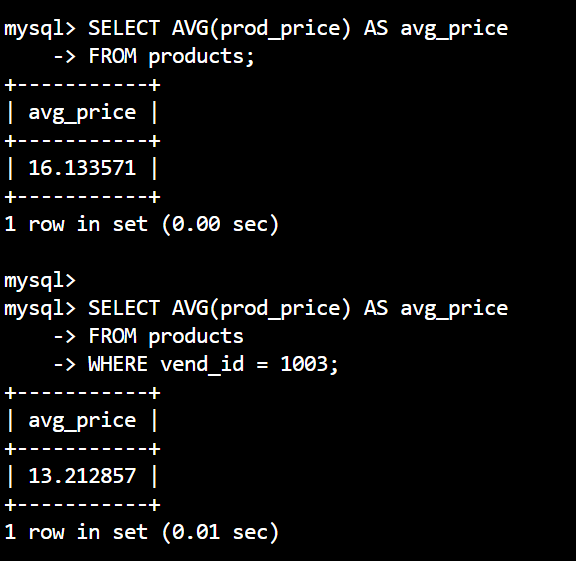 mysql> SELECT AVG(prod_price) AS avg_price
    -> FROM products;
+-----------+
| avg_price |
+-----------+
| 16.133571 |
+-----------+
1 row in set (0.00 sec)

mysql>
mysql> SELECT AVG(prod_price) AS avg_price
    -> FROM products
    -> WHERE vend_id = 1003;
+-----------+
| avg_price |
+-----------+
| 13.212857 |
+-----------+
1 row in set (0.01 sec)